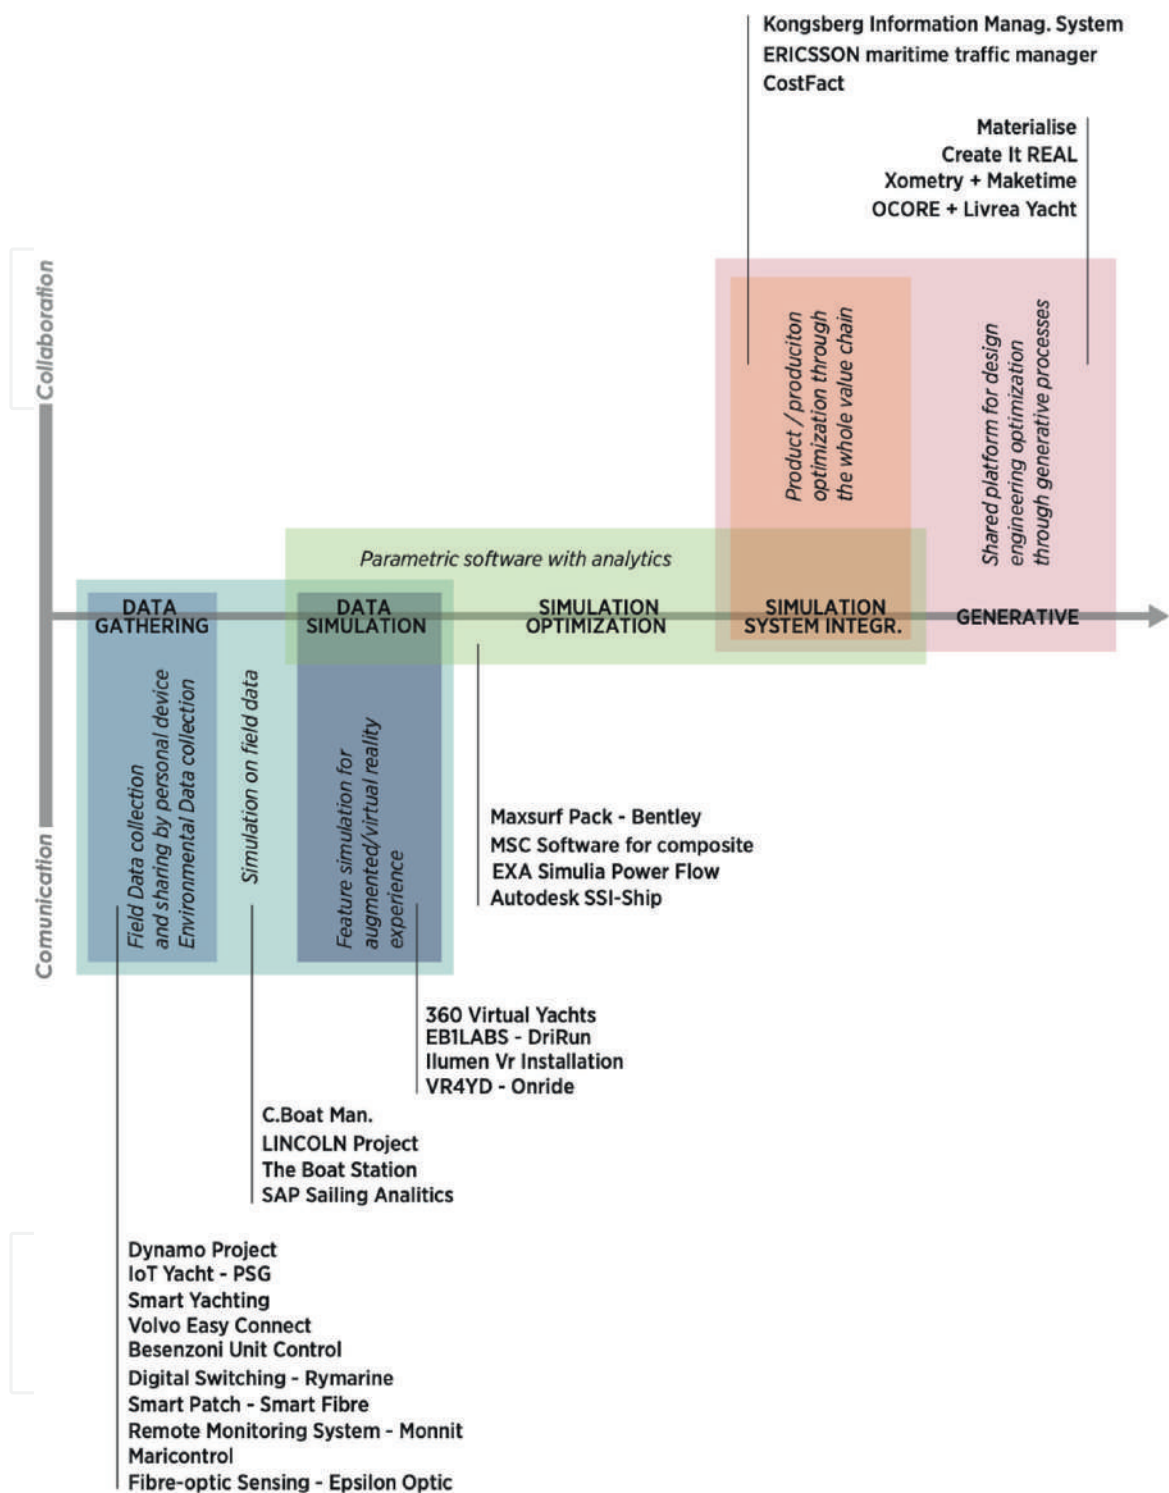 Kongsberg Information Manag. System
ERICSSON maritime traffic manager
CostFact
Materialise
Create It REAL
Xometry + Maketime
OCORE + Livrea Yacht
Collaboration
Comunication
Product / produciton
optimization through
the whole value chain
Shared platform for design
engineering optimization
through generative processes
Parametric software with analytics
DATA
GATHERING
DATA
SIMULATION
SIMULATION
OPTIMIZATION
SIMULATION
SYSTEM INTEGR.
GENERATIVE
Field Data collection
and sharing by personal device
Environmental Data collection
Simulation on field data
Feature simulation for
augmented/virtual reality
experience
Maxsurf Pack - Bentley
MSC Software for composite
EXA Simulia Power Flow
Autodesk SSI-Ship
360 Virtual Yachts
EB1LABS - DriRun
Ilumen Vr Installation
VR4YD - Onride
C.Boat Man.
LINCOLN Project
The Boat Station
SAP Sailing Analitics
Dynamo Project
IoT Yacht - PSG
Smart Yachting
Volvo Easy Connect
Besenzoni Unit Control
Digital Switching - Rymarine
Smart Patch - Smart Fibre
Remote Monitoring System - Monnit
Maricontrol
Fibre-optic Sensing - Epsilon Optic